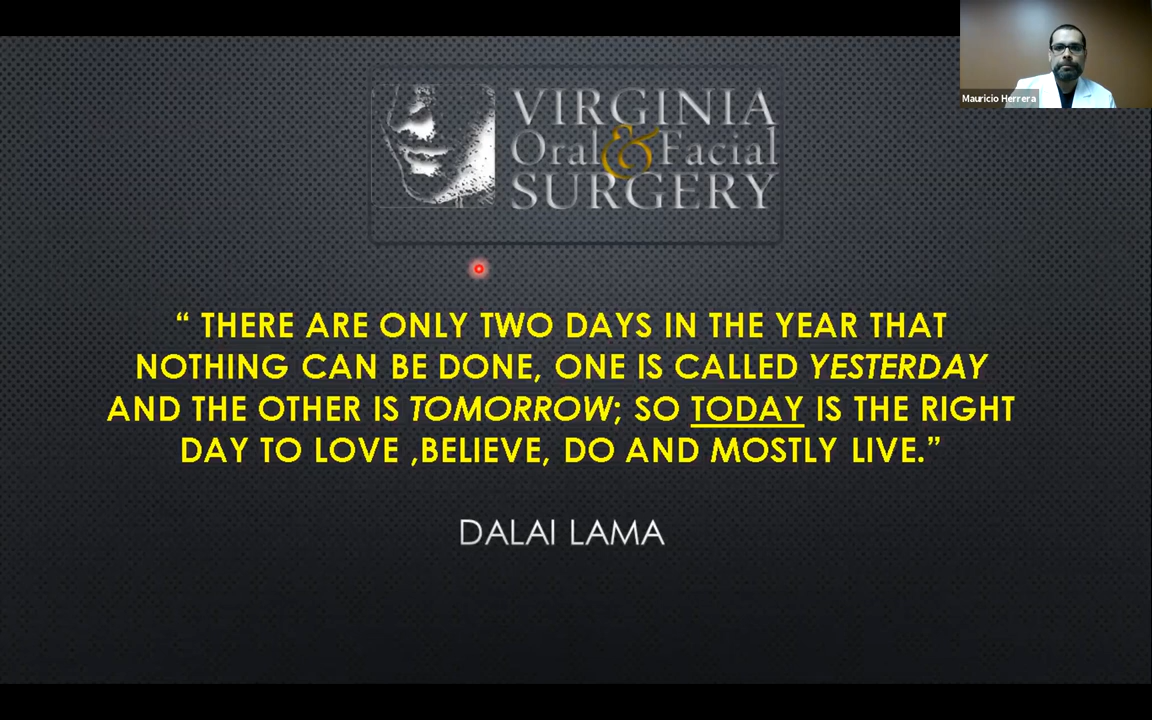 Mauricio Herrera
VIRGINIA
Oral & Facial
SURGERY
“ THERE ARE ONLY TWO DAYS IN THE YEAR THAT
NOTHING CAN BE DONE, ONE IS CALLED YESTERDAY
AND THE OTHER IS TOMORROW; SO TODAY IS THE RIGHT
DAY TO LOVE ,BELIEVE, DO AND MOSTLY LIVE.”
DALAI LAMA